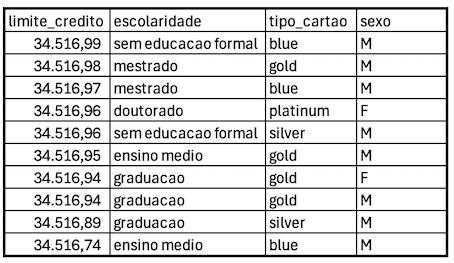 limite_credito escolaridade tipo_cartao sexo
34.516,99 sem educacao formal blue M
34.516,98 mestrado gold M
34.516,97 mestrado blue M
34.516,96 doutorado platinum F
34.516,96 sem educacao formal silver M
34.516,95 ensino medio gold M
34.516,94 graduacao gold F
34.516,94 graduacao gold M
34.516,89 graduacao silver M
34.516,74 ensino medio blue M